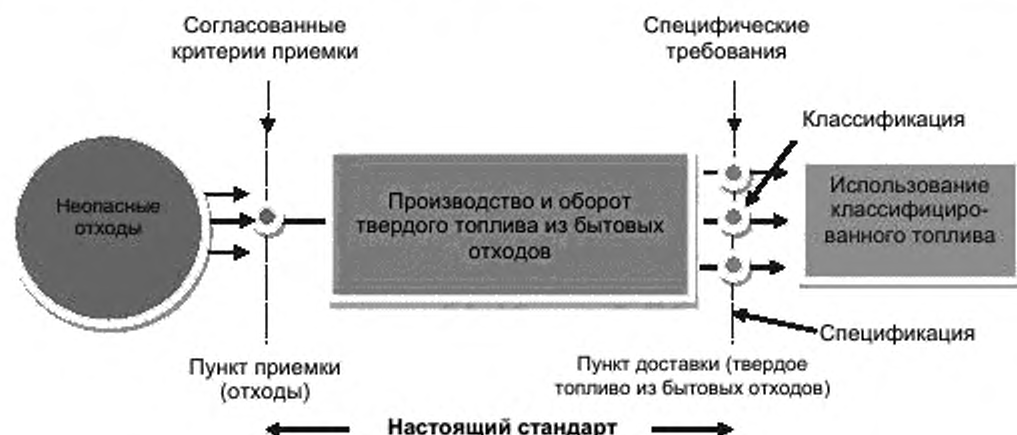 Согласованные
критерии приемки
Специфические
требования
Классификация
Неопасные
отходы
Производство и оборот
твердого топлива из бытовых
отходов
Использование
классифициро-
ванного топлива
Спецификация
Пункт приемки
(отходы)
Пункт доставки (твердое
топливо из бытовых отходов)
Настоящий стандарт